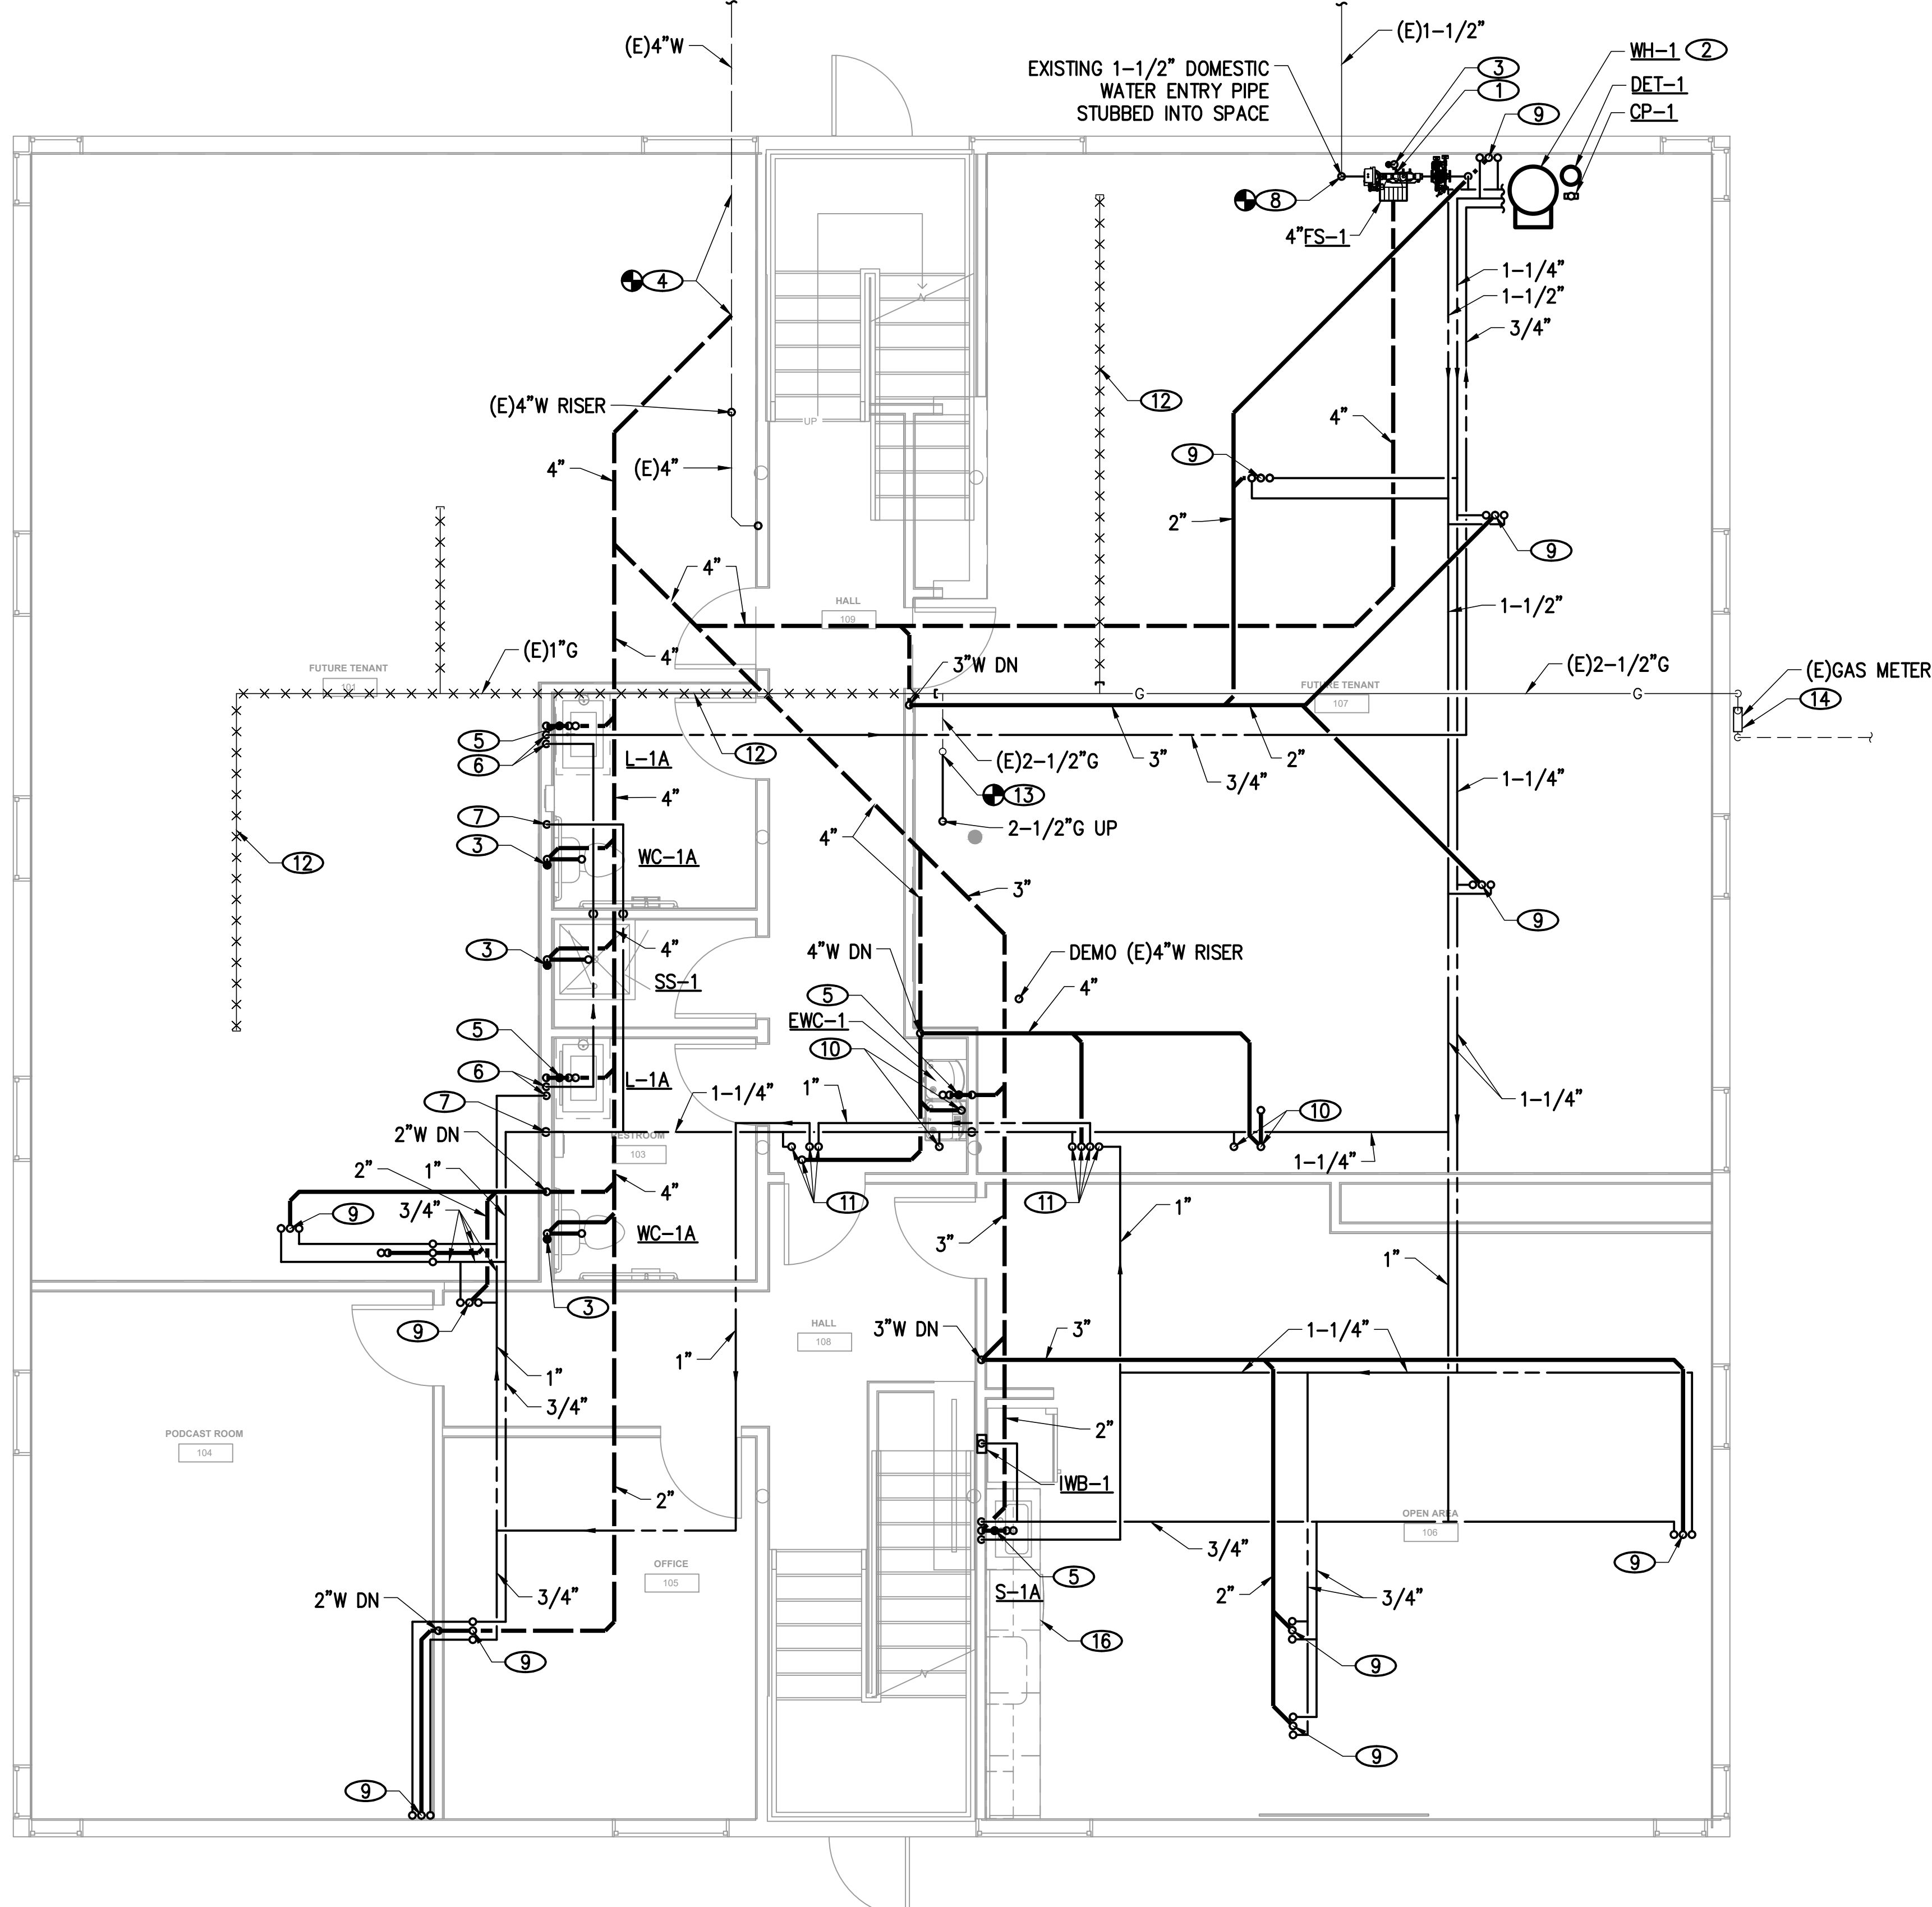 (E)4"W
(E)1-1/2"
EXISTING 1-1/2" DOMESTIC
WATER ENTRY PIPE
STUBBED INTO SPACE
3
1
WH-1 2
DET-1
CP-1
9
8
4"FS-1
4
1-1/4"
1-1/2"
3/4"
(E)4"W RISER
12
4"
4"
(E)4"
9
2"
UP
9
4"
HALL
109
1-1/2"
(E)1"G
4"
3"W DN
(E)2-1/2"G
(E)GAS METER
14
FUTURE TENANT
101
FUTURE TENANT
107
G
G
5
6
L-1A
12
(E)2-1/2"G
3"
3/4"
2"
1-1/4"
4"
13
7
2-1/2"G UP
4"
3
WC-1A
12
3"
9
3
4"
4"W DN
DEMO (E)4"W RISER
SS-1
5
4"
5
EWC-1
10
6
L-1A
1-1/4"
1"
1-1/4"
7
10
2"W DN
RESTROOM
103
1-1/4"
2"
1"
4"
11
11
3/4"
9
1"
WC-1A
3"
1"
3
9
HALL
108
3"W DN
3"
1-1/4"
1"
1"
3/4"
PODCAST ROOM
104
2"
IWB-1
2"
OPEN AREA
106
3/4"
9
OFFICE
105
5
2"W DN
3/4"
S-1A
2"
3/4"
16
9
9
9
9